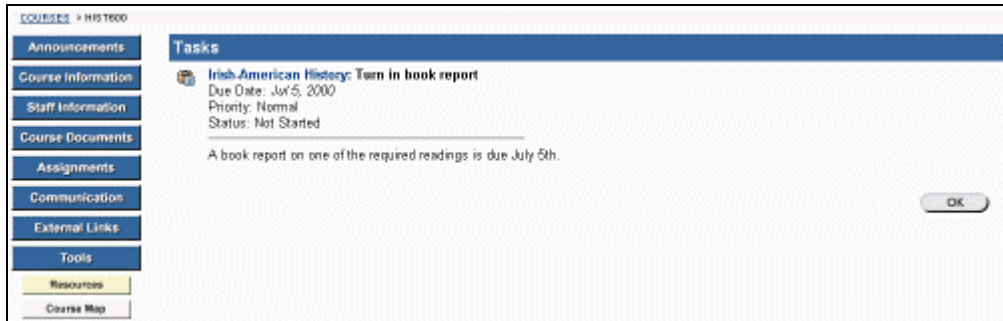 COURSES > HIST600
Announcements
Course Information
Staff Information
Course Documents
Assignments
Communication
External Links
Tools
Resources
Course Map
Tasks
Irish-American History: Turn in book report
Due Date: Jul 5, 2000
Priority: Normal
Status: Not Started
A book report on one of the required readings is due July 5th.
OK